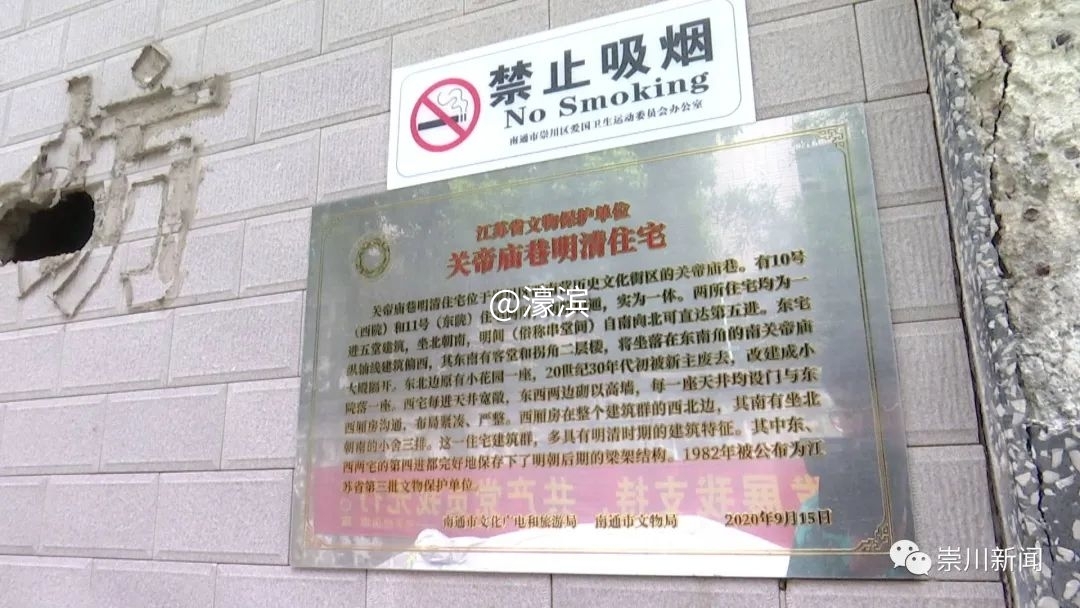 禁止吸烟
No Smoking
南通市崇川区爱国卫生运动委员会办公室
江苏省文物保护单位
关帝庙巷明清住宅
关帝庙巷明清住宅位于 历史文化街区的关帝庙巷。有10号
（西院）和11号（东院）住 通，实为一体。两所住宅均为一
进五堂建筑，坐北朝南，明间（俗称串堂间）自南向北可直达第五进。东宅
纵轴线建筑偏西，其东南有客堂和拐角二层楼，将坐落在东南角的南关帝庙
大殿圈开。东北边原有小花园一座，20世纪30年代初被新主废去，改建成小
院落一座。西宅每进天井宽敞，东西两边砌以高墙，每一座天井均设门与东
西厢房沟通，布局紧凑、严整。西厢房在整个建筑群的西北边，其南有坐北
朝南的小舍三排。这一住宅建筑群，多具有明清时期的建筑特征。其中东、
西两宅的第四进都完好地保存下了明朝后期的梁架结构。1982年被公布为江
苏省第三批文物保护单位。
南通市文化广电和旅游局 南通市文物局 2020年9月15日
@濠滨
崇川新闻